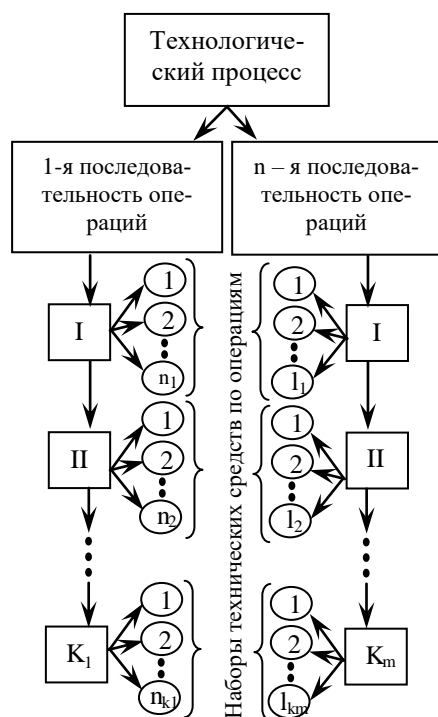 Технологиче-
ский процесс
1-я последова-
тельность опе-
раций
n – я последова-
тельность опе-
раций
I
1
2
n1
II
1
2
n2
K1
1
2
nk1
Наборы технических средств по операциям
1
2
l1
I
1
2
l2
II
1
2
lkm
Km